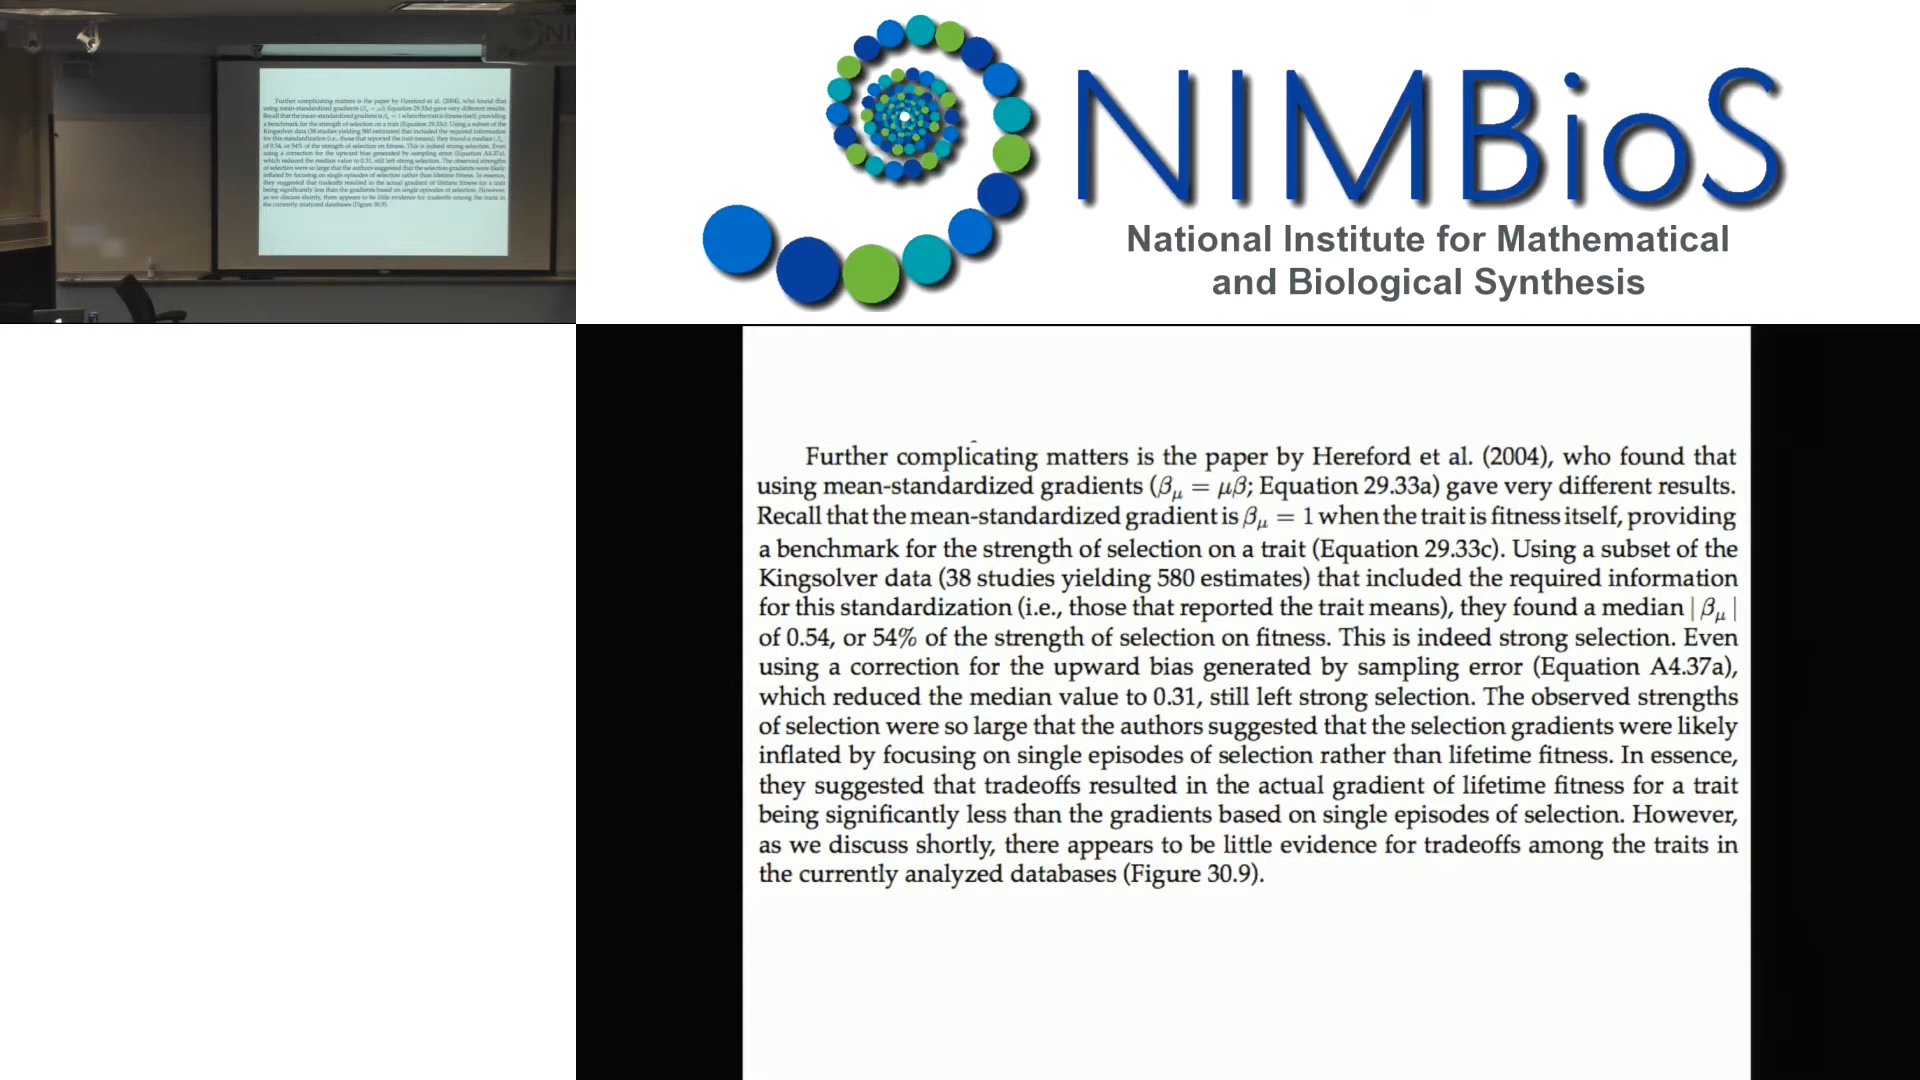 NIMBioS
National Institute for Mathematical
and Biological Synthesis
Further complicating matters is the paper by Hereford et al. (2004), who found that
using mean-standardized gradients (βμ = μβ; Equation 29.33a) gave very different results.
Recall that the mean-standardized gradient is βμ = 1 when the trait is fitness itself, providing
a benchmark for the strength of selection on a trait (Equation 29.33c). Using a subset of the
Kingsolver data (38 studies yielding 580 estimates) that included the required information
for this standardization (i.e., those that reported the trait means), they found a median | βμ |
of 0.54, or 54% of the strength of selection on fitness. This is indeed strong selection. Even
using a correction for the upward bias generated by sampling error (Equation A4.37a),
which reduced the median value to 0.31, still left strong selection. The observed strengths
of selection were so large that the authors suggested that the selection gradients were likely
inflated by focusing on single episodes of selection rather than lifetime fitness. In essence,
they suggested that tradeoffs resulted in the actual gradient of lifetime fitness for a trait
being significantly less than the gradients based on single episodes of selection. However,
as we discuss shortly, there appears to be little evidence for tradeoffs among the traits in
the currently analyzed databases (Figure 30.9).